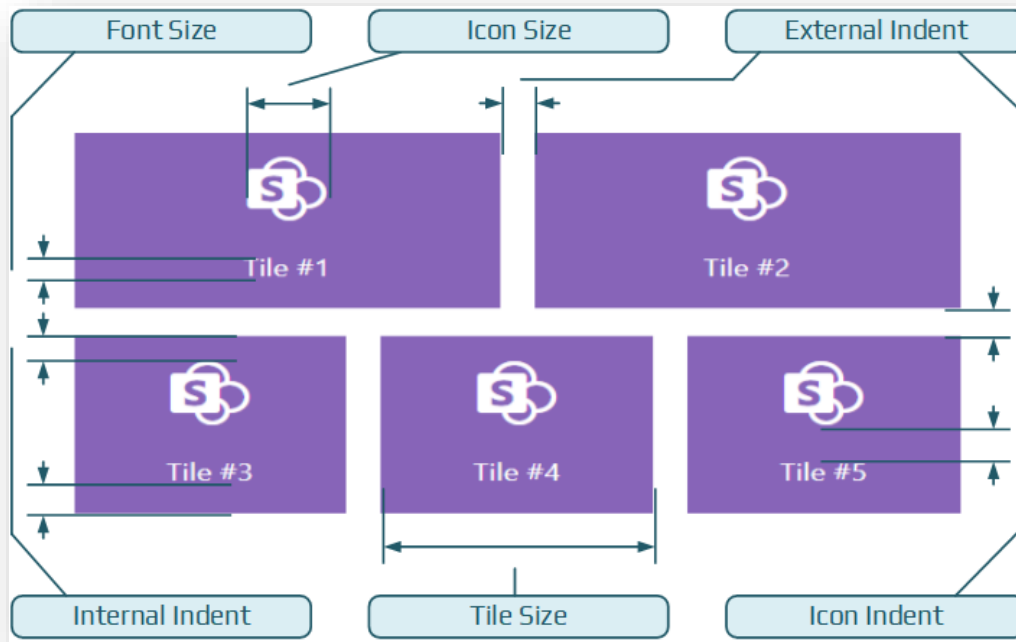 Font Size
Icon Size
External Indent
S
S
Tile #1
Tile #2
S
S
S
Tile #3
Tile #4
Tile #5
Internal Indent
Tile Size
Icon Indent